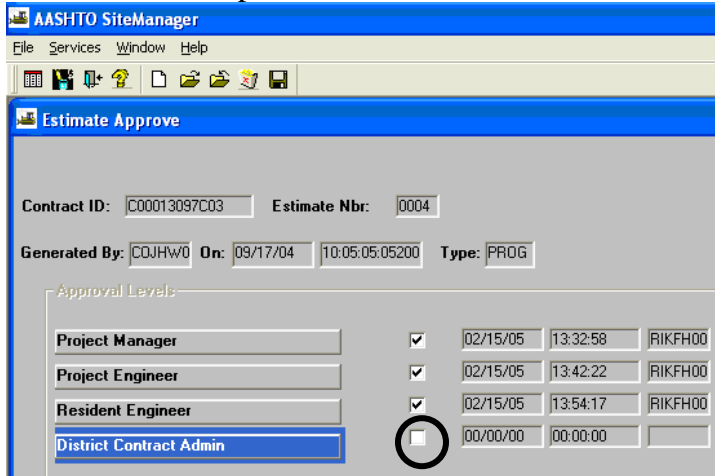 AASHTO SiteManager
File Services Window Help
Estimate Approve
Contract ID: C00013097C03 Estimate Nbr: 0004
Generated By: COJHW0 On: 09/17/04 10:05:05:05200 Type: PROG
Approval Levels
Project Manager 02/15/05 13:32:58 RIKFH00
Project Engineer 02/15/05 13:42:22 RIKFH00
Resident Engineer 02/15/05 13:54:17 RIKFH00
District Contract Admin 00/00/00 00:00:00